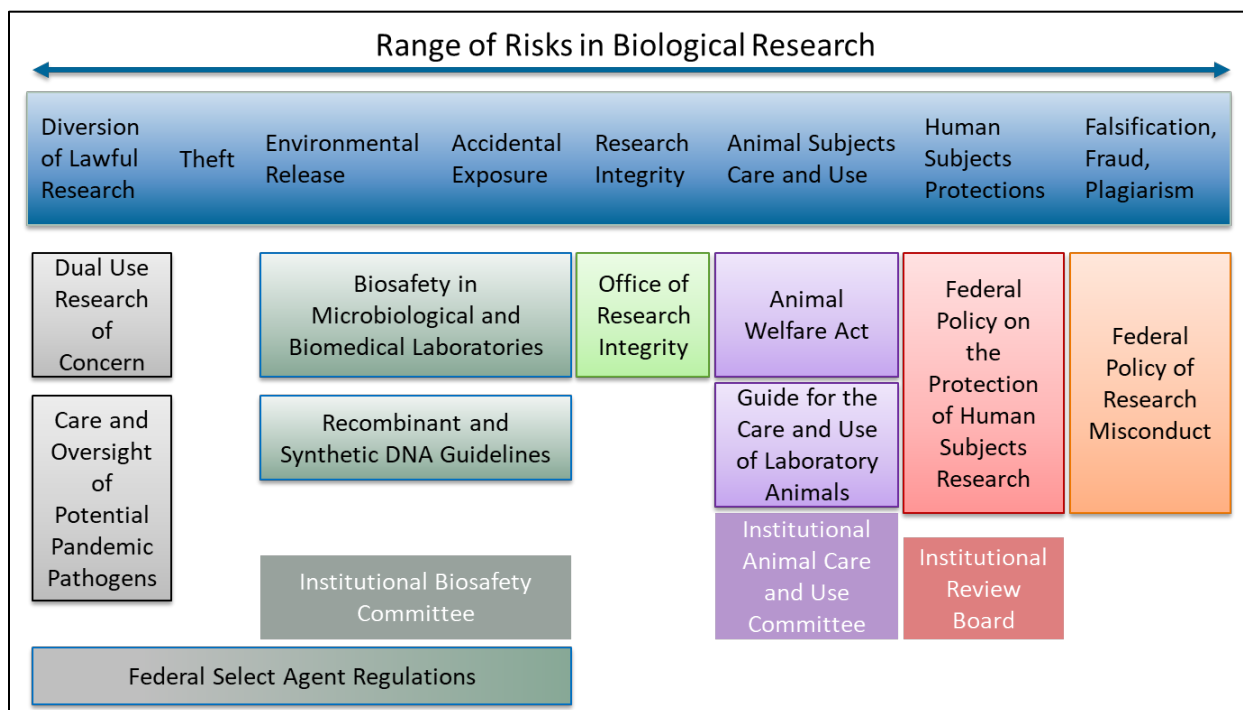 Range of Risks in Biological Research
Diversion
of Lawful
Research
Theft
Environmental
Release
Accidental
Exposure
Research
Integrity
Animal Subjects
Care and Use
Human
Subjects
Protections
Falsification,
Fraud,
Plagiarism
Dual Use
Research
of
Concern
Care and
Oversight
of
Potential
Pandemic
Pathogens
Biosafety in
Microbiological and
Biomedical Laboratories
Recombinant and
Synthetic DNA Guidelines
Institutional Biosafety
Committee
Federal Select Agent Regulations
Office of
Research
Integrity
Animal
Welfare Act
Guide for the
Care and Use
of Laboratory
Animals
Institutional
Animal Care
and Use
Committee
Federal
Policy on
the
Protection
of Human
Subjects
Research
Institutional
Review
Board
Federal
Policy of
Research
Misconduct